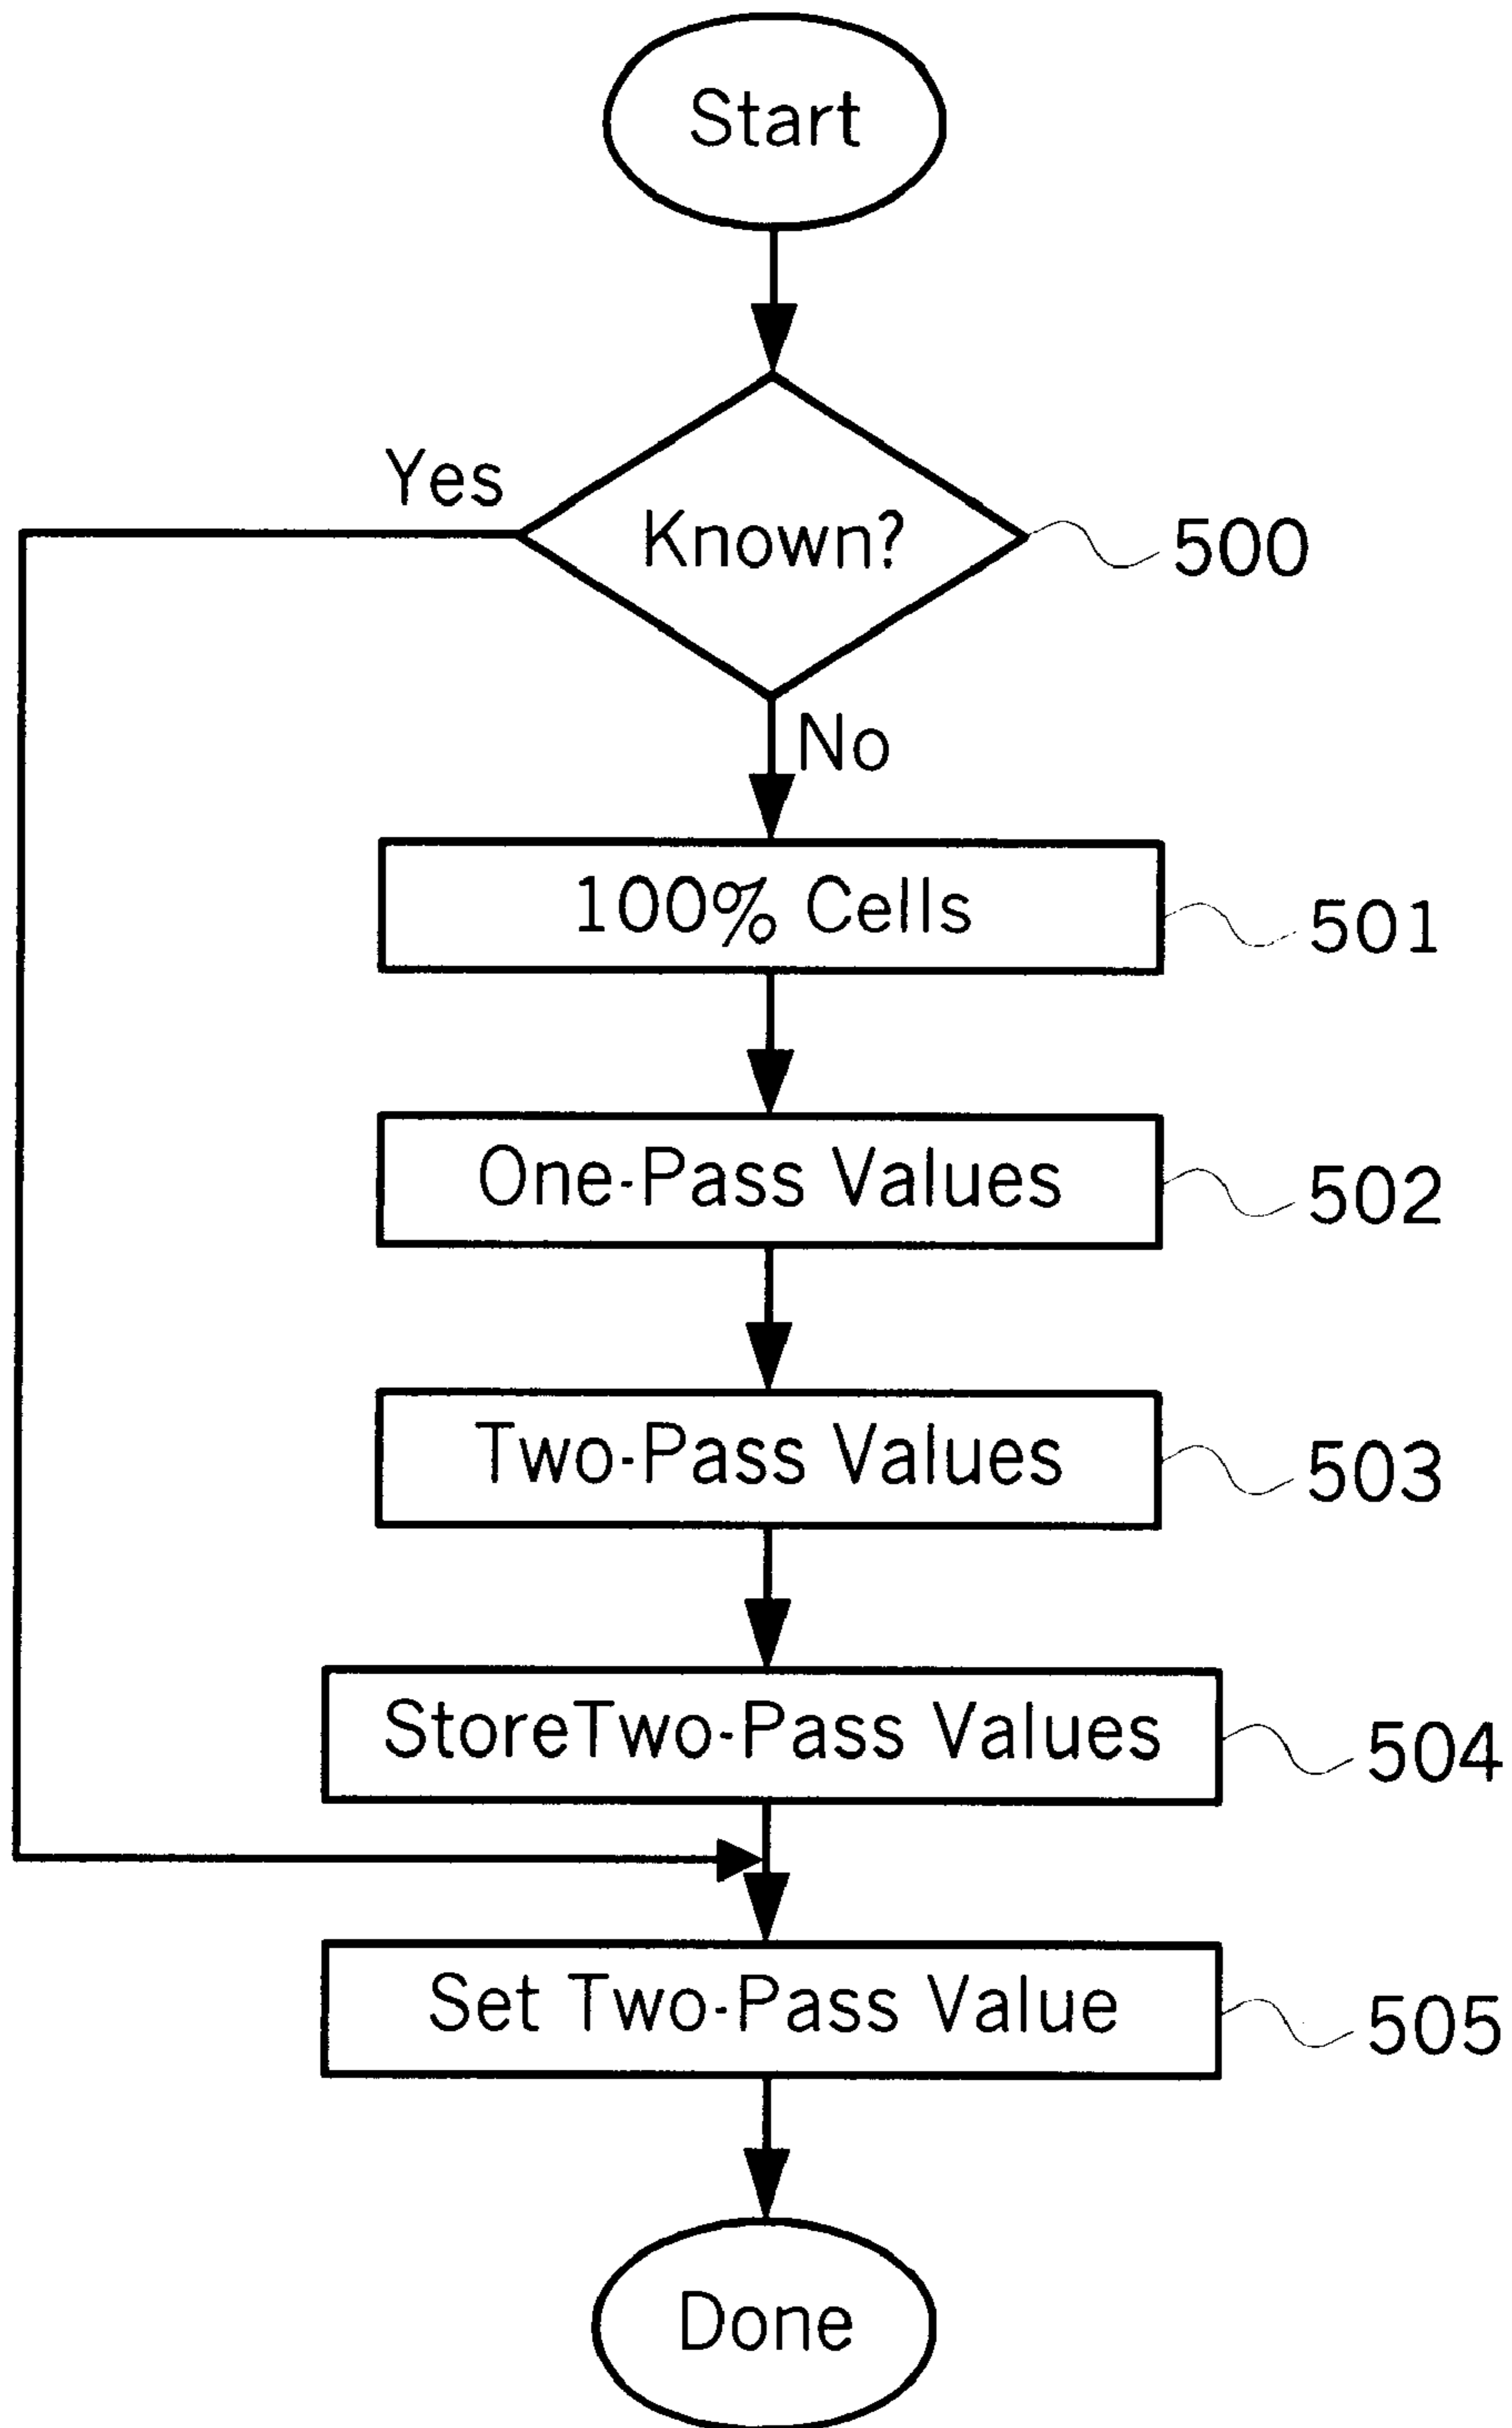 Start
Yes
Known?
500
No
100% Cells
501
One-Pass Values
502
Two-Pass Values
503
StoreTwo-Pass Values
504
Set Two-Pass Value
505
Done